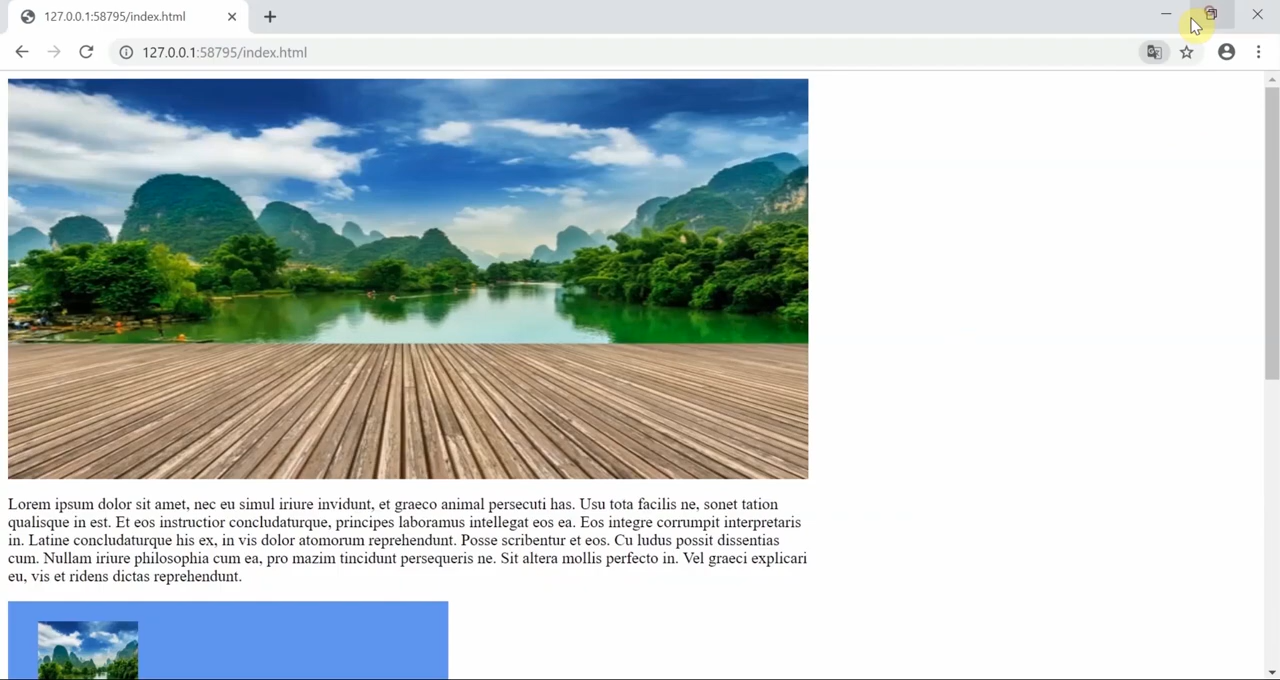 127.0.0.1:58795/index.html
127.0.0.1:58795/index.html
Lorem ipsum dolor sit amet, nec eu simul iriure invidunt, et graeco animal persecuti has. Usu tota facilis ne, sonet tation
qualisque in est. Et eos instructior concludaturque, principes laboramus intellegat eos ea. Eos integre corrumpit interpretaris
in. Latine concludaturque his ex, in vis dolor atomorum reprehendunt. Posse scribentur et eos. Cu ludus possit dissentias
cum. Nullam iriure philosophia cum ea, pro mazim tincidunt persequeris ne. Sit altera mollis perfecto in. Vel graeci explicari
eu, vis et ridens dictas reprehendunt.